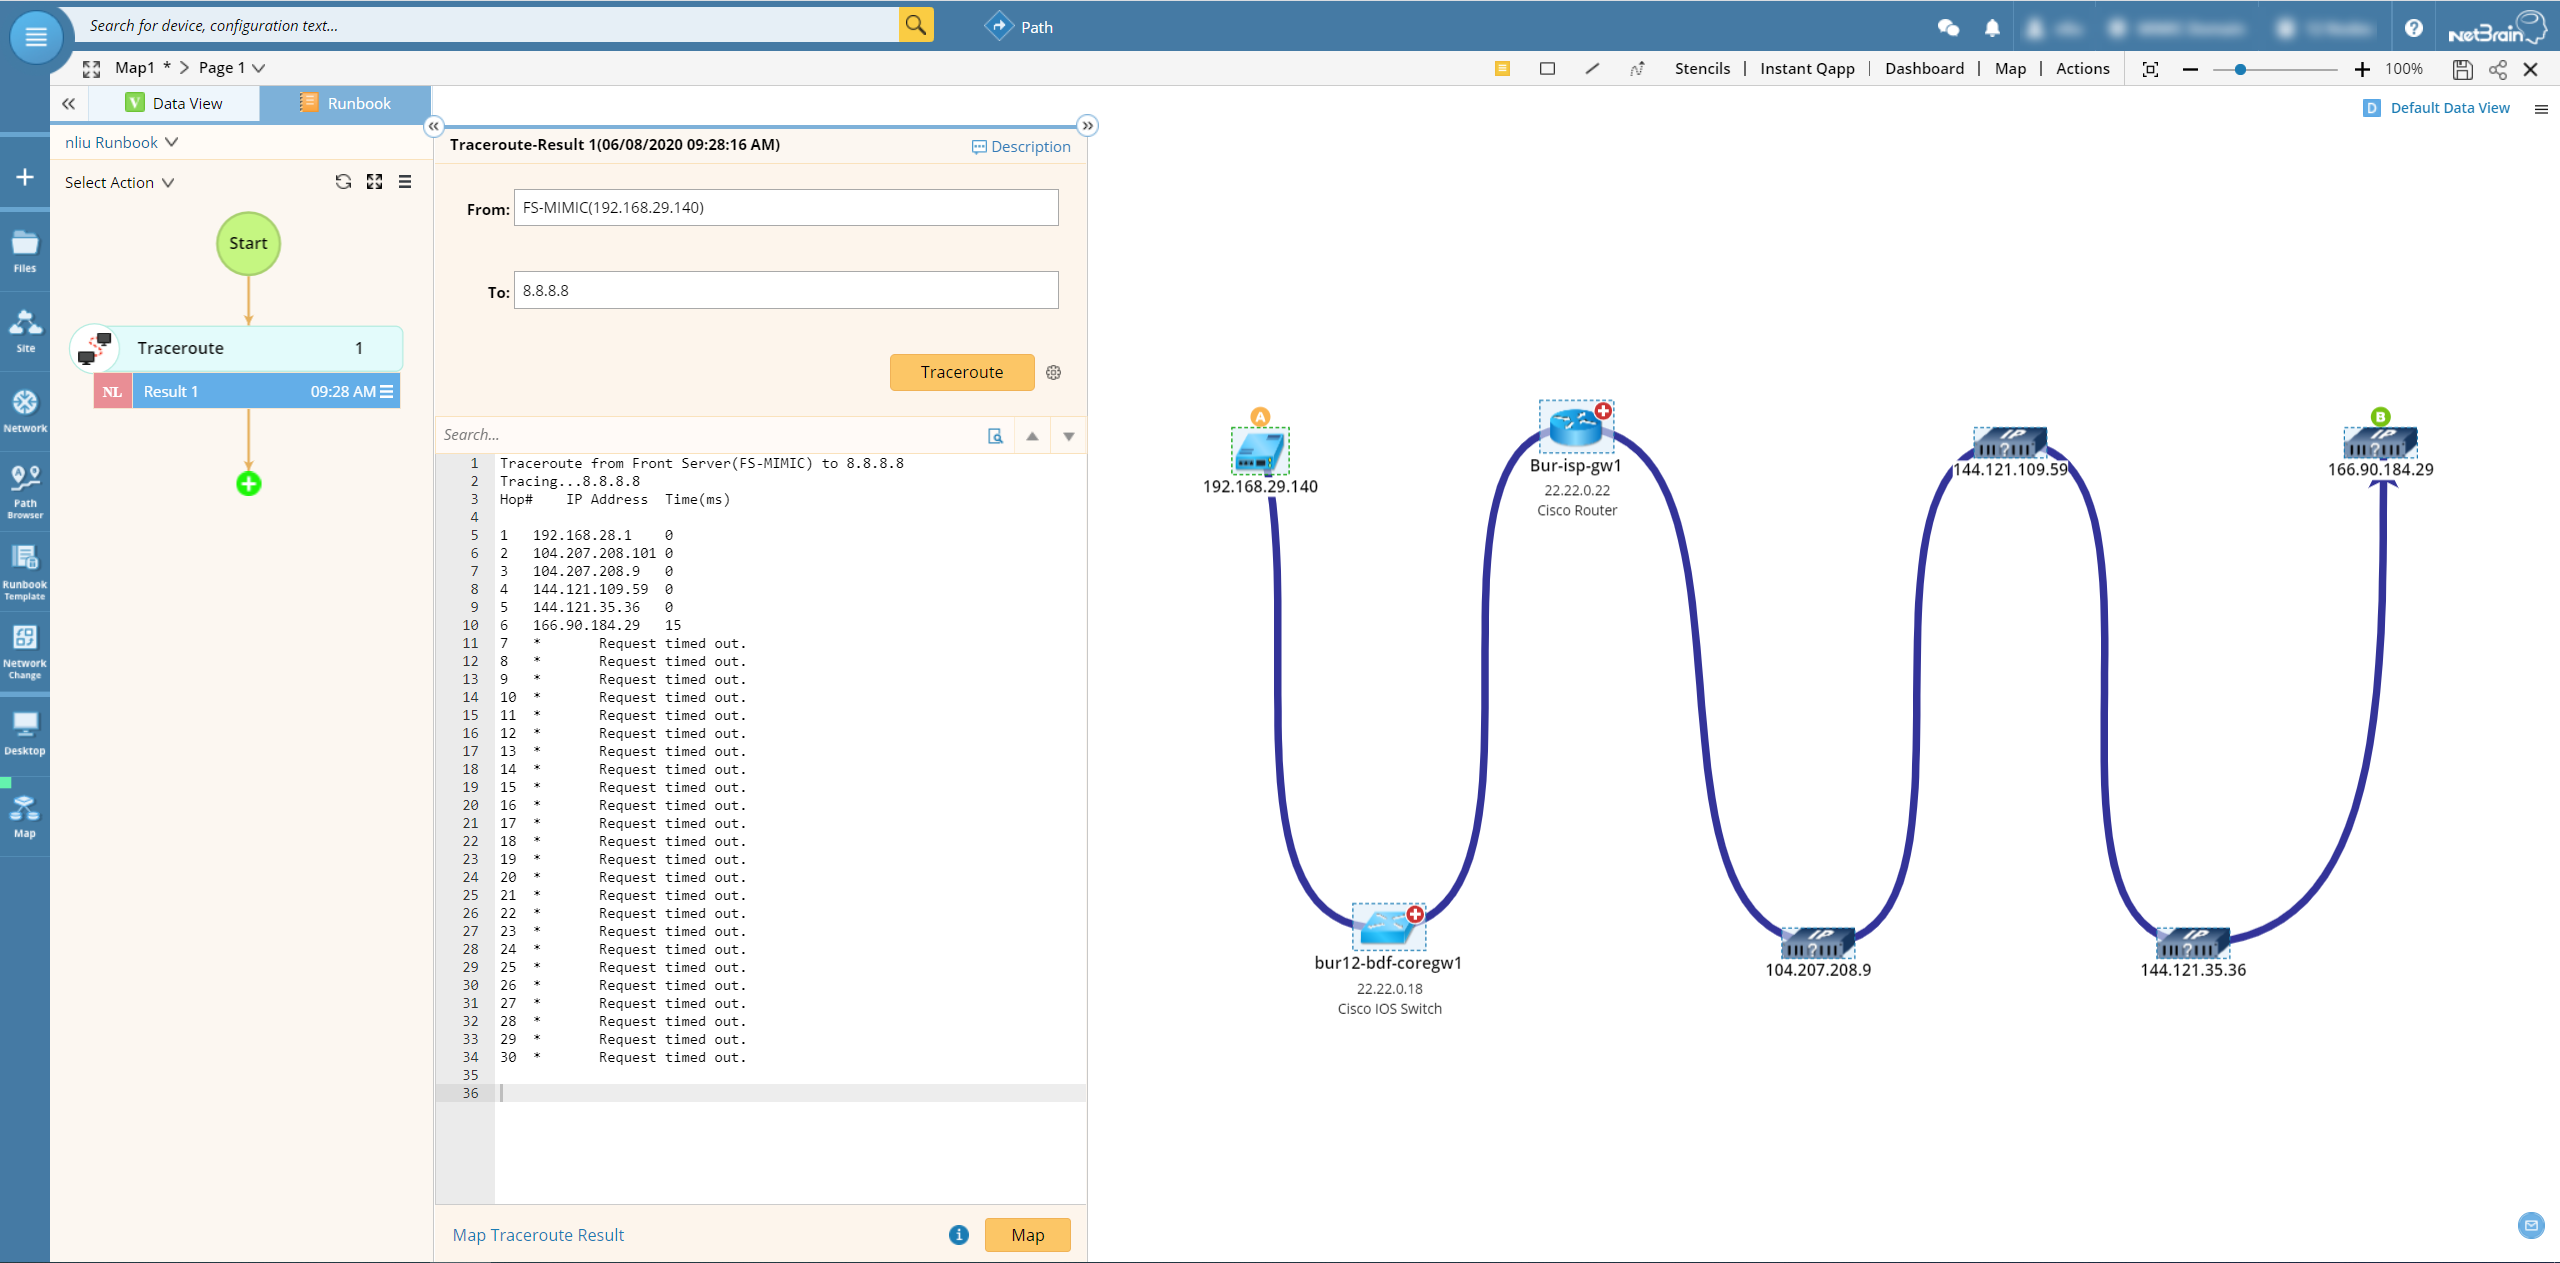 Search for device, configuration text...
Path
NetBrain
Map1 * > Page 1
Stencils | Instant Qapp | Dashboard | Map | Actions
100%
Data View
Runbook
D Default Data View
nliu Runbook
Select Action
Start
Traceroute 1
NL Result 1 09:28 AM
Files
Site
Network
Path
Browser
Runbook
Template
Network
Change
Desktop
Map
Traceroute-Result 1(06/08/2020 09:28:16 AM)
Description
From: FS-MIMIC(192.168.29.140)
To: 8.8.8.8
Traceroute
Search...
1 Traceroute from Front Server(FS-MIMIC) to 8.8.8.8
2 Tracing...8.8.8.8
3 Hop# IP Address Time(ms)
4
5 1 192.168.28.1 0
6 2 104.207.208.101 0
7 3 104.207.208.9 0
8 4 144.121.109.59 0
9 5 144.121.35.36 0
10 6 166.90.184.29 15
11 7 * Request timed out.
12 8 * Request timed out.
13 9 * Request timed out.
14 10 * Request timed out.
15 11 * Request timed out.
16 12 * Request timed out.
17 13 * Request timed out.
18 14 * Request timed out.
19 15 * Request timed out.
20 16 * Request timed out.
21 17 * Request timed out.
22 18 * Request timed out.
23 19 * Request timed out.
24 20 * Request timed out.
25 21 * Request timed out.
26 22 * Request timed out.
27 23 * Request timed out.
28 24 * Request timed out.
29 25 * Request timed out.
30 26 * Request timed out.
31 27 * Request timed out.
32 28 * Request timed out.
33 29 * Request timed out.
34 30 * Request timed out.
35
36
Map Traceroute Result
Map
A
192.168.29.140
Bur-isp-gw1
22.22.0.22
Cisco Router
IP
144.121.109.59
B
IP
166.90.184.29
bur12-bdf-coregw1
22.22.0.18
Cisco IOS Switch
IP
104.207.208.9
IP
144.121.35.36